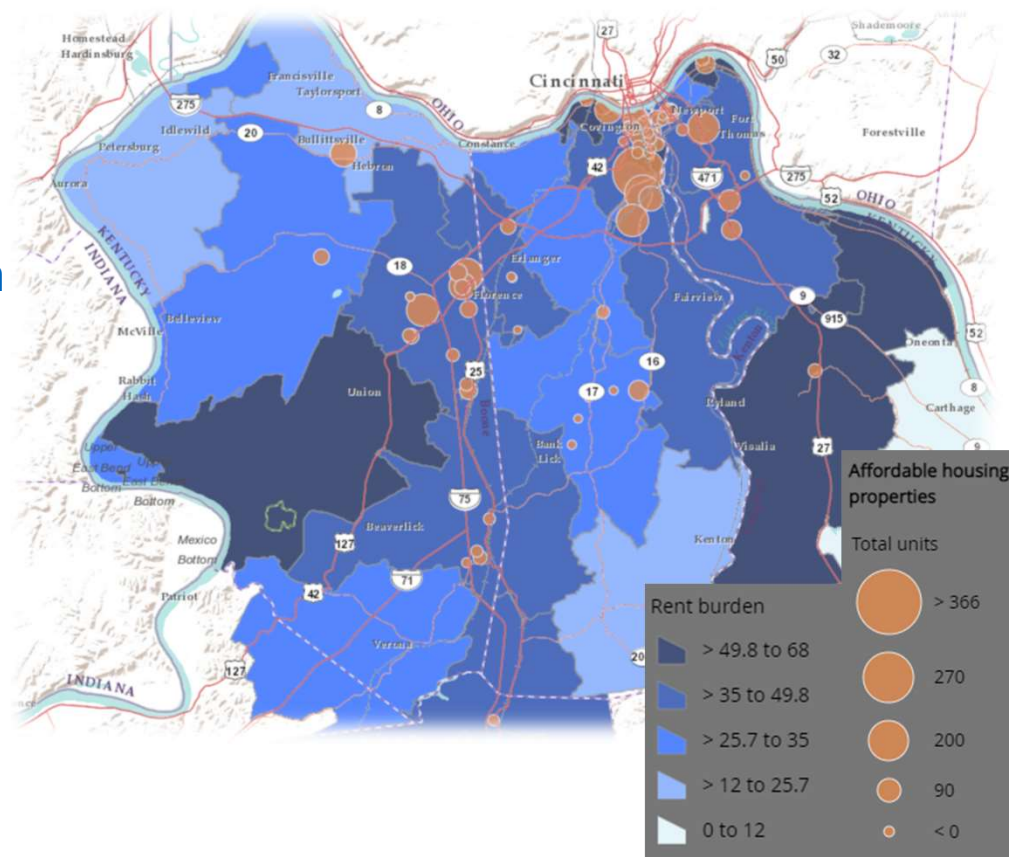 Shademoore
Homestead
27
32
Hardinsburg
50
Francisville
Cincinnati
Taylorsport
275
8
OHIO
Newport
Fort
Idlewild
20
Covington
Thomas
Forestville
Bullittsville
Petersburg
Constance
Hebron
42
471
275
Aurora
52
OHIO
KENTUCKY
KENTUCKY
INDIANA
18
Erlanger
Florence
Fairview
9
915
Belleview
McVille
52
Oneonta
16
Rabbit
Hash
Union
25
17
8
Ryland
Carthage
Upper
Bank
Lick
Visalia
27
9
East Bend
Bottom
East Bend
Bottom
75
Beaverlick
Mexico
Bottom
127
Kenton
71
42
Patriot
Verona
127
20
INDIANA
Affordable housing
properties
Total units
> 366
270
200
90
< 0
Rent burden
> 49.8 to 68
> 35 to 49.8
> 25.7 to 35
> 12 to 25.7
0 to 12